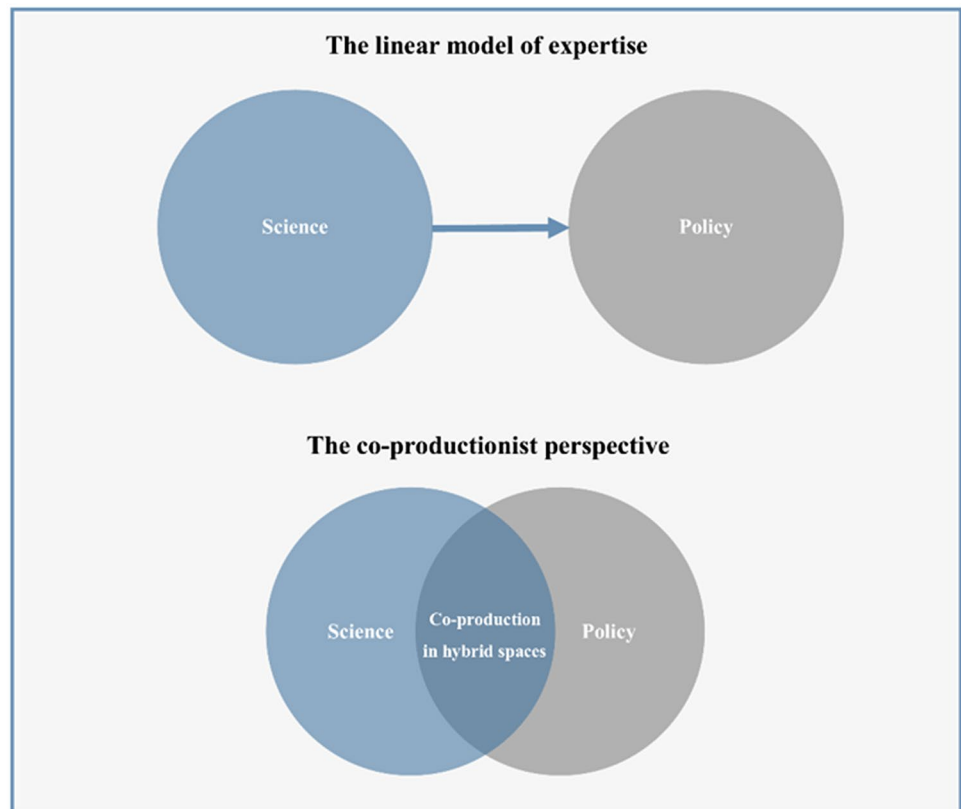 The linear model of expertise
Science
Policy
The co-productionist perspective
Science
Co-production
in hybrid spaces
Policy